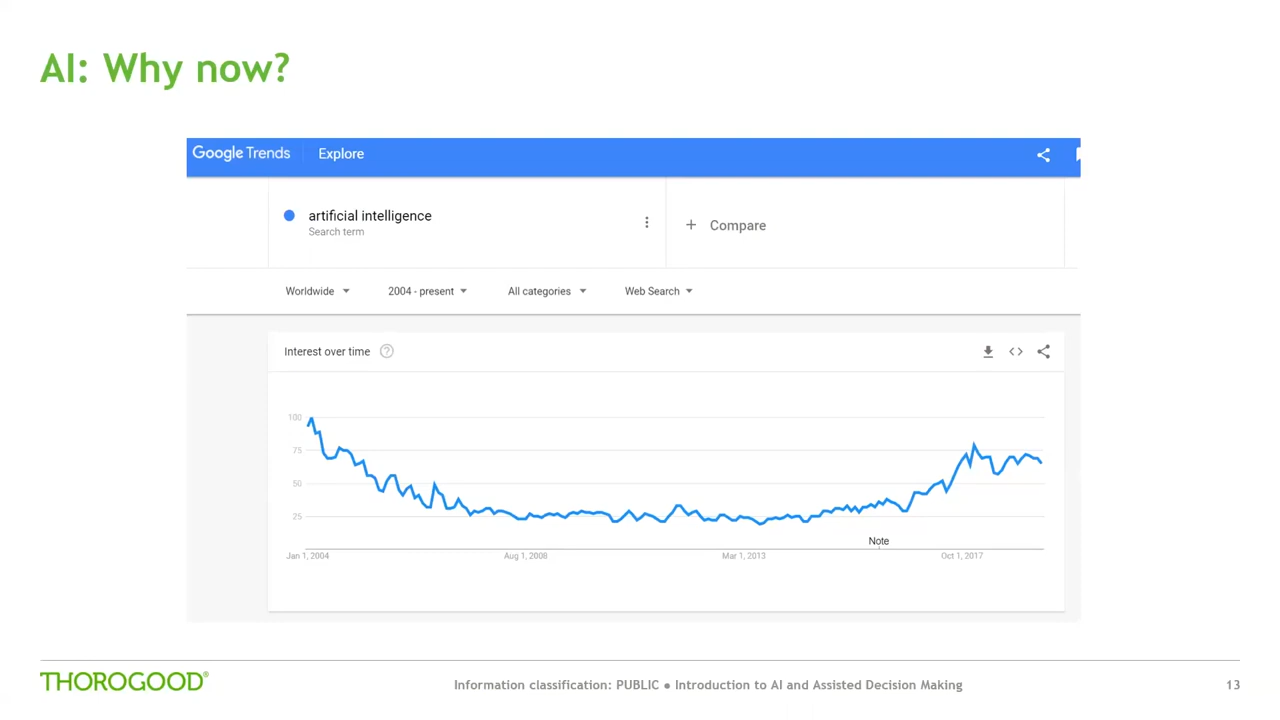 AI: Why now?
Google Trends Explore
artificial intelligence
Search term
+ Compare
Worldwide 2004 - present All categories Web Search
Interest over time ?
100
75
50
25
Note
Jan 1, 2004 Aug 1, 2008 Mar 1, 2013 Oct 1, 2017
THOROGOOD®
Information classification: PUBLIC ● Introduction to AI and Assisted Decision Making
13